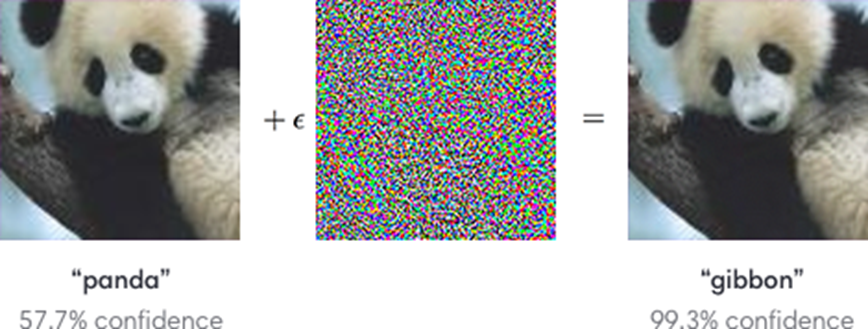 + ϵ
=
“panda”
“gibbon”
57.7% confidence
99.3% confidence